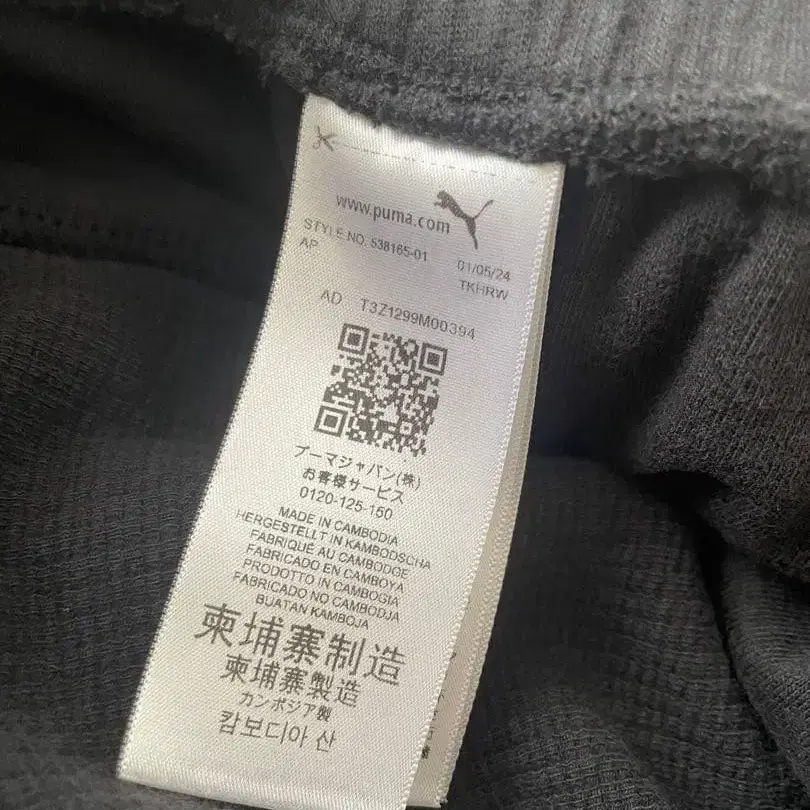 www.puma.com
STYLE NO. 538165-01
AP
01/05/24
TKHRW
AD T3Z1299M00394
プーマジャパン(株)
お客様サービス
0120-125-150
MADE IN CAMBODIA
HERGESTELLT IN KAMBODSCHA
FABRIQUÉ AU CAMBODGE
FABRICADO EN CAMBOYA
PRODOTTO IN CAMBOGIA
FABRICADO NO CAMBODJA
BUATAN KAMBOJA
柬埔寨制造
柬埔寨製造
カンボジア製
캄보디아 산